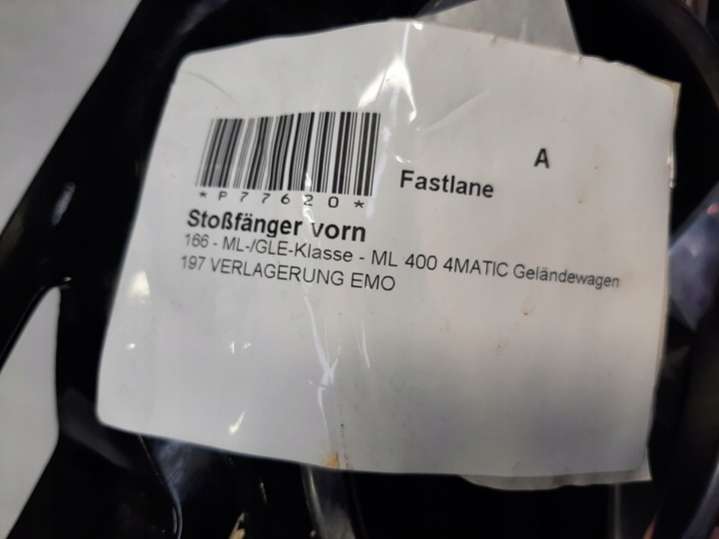 A
Fastlane
*P77620*
Stoßfänger vorn
166 - ML-/GLE-Klasse - ML 400 4MATIC Geländewagen
197 VERLAGERUNG EMO